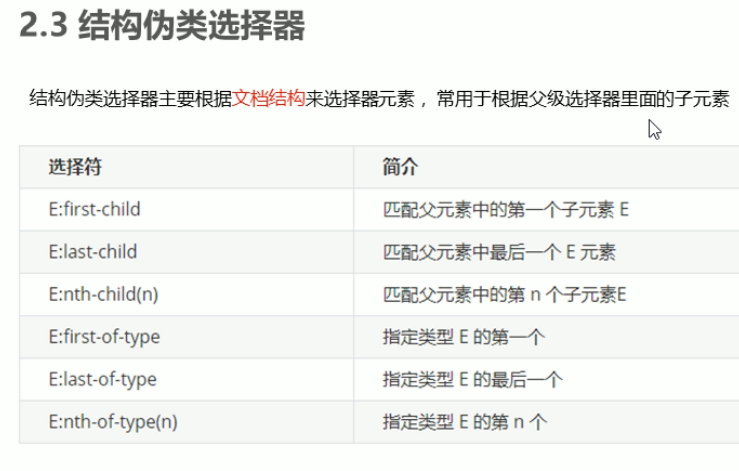 2.3 结构伪类选择器
结构伪类选择器主要根据文档结构来选择器元素，常用于根据父级选择器里面的子元素
选择符 简介
E:first-child 匹配父元素中的第一个子元素 E
E:last-child 匹配父元素中最后一个 E 元素
E:nth-child(n) 匹配父元素中的第 n 个子元素E
E:first-of-type 指定类型 E 的第一个
E:last-of-type 指定类型 E 的最后一个
E:nth-of-type(n) 指定类型 E 的第 n 个